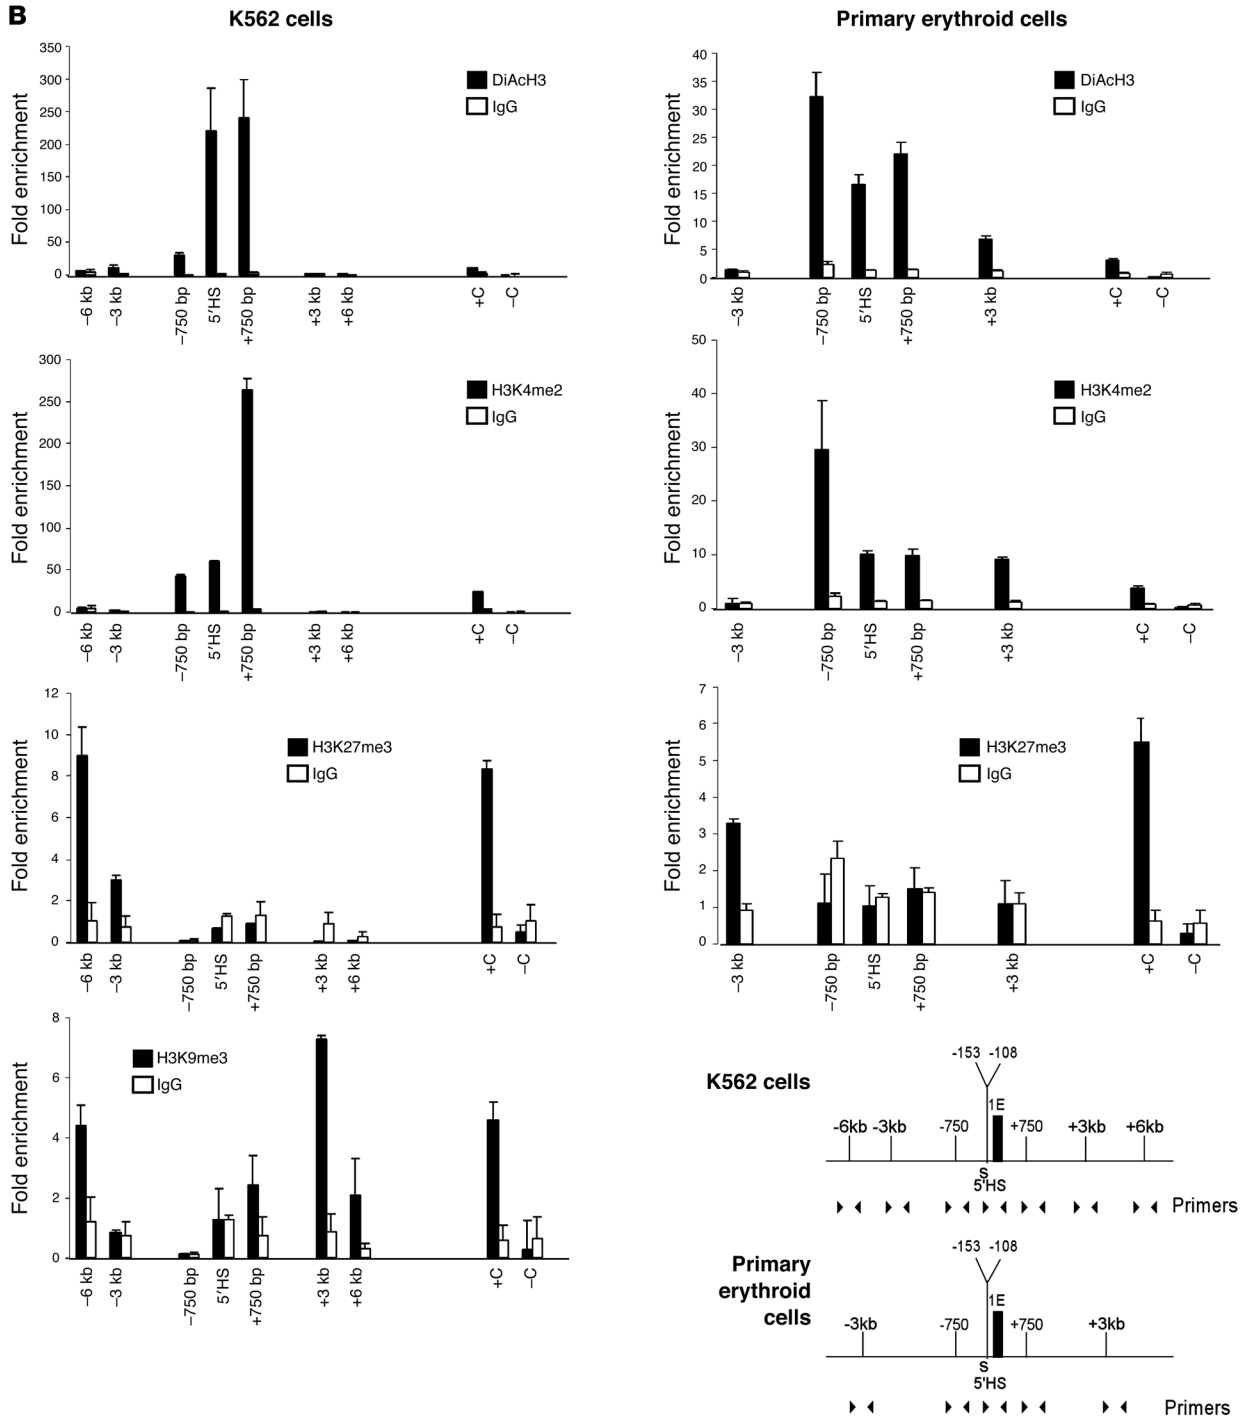 B
K562 cells
Primary erythroid cells
Fold enrichment
350
300
250
200
150
100
50
0
DiAcH3
IgG
–6 kb
–3 kb
–750 bp
5′HS
+750 bp
+3 kb
+6 kb
+C
–C
Fold enrichment
40
35
30
25
20
15
10
5
0
DiAcH3
IgG
–3 kb
–750 bp
5′HS
+750 bp
+3 kb
+C
–C
Fold enrichment
300
250
200
150
100
50
0
H3K4me2
IgG
–6 kb
–3 kb
–750 bp
5′HS
+750 bp
+3 kb
+6 kb
+C
–C
Fold enrichment
50
40
30
20
10
0
H3K4me2
IgG
–3 kb
–750 bp
5′HS
+750 bp
+3 kb
+C
–C
Fold enrichment
12
10
8
6
4
2
0
H3K27me3
IgG
–6 kb
–3 kb
–750 bp
5′HS
+750 bp
+3 kb
+6 kb
+C
–C
Fold enrichment
7
6
5
4
3
2
1
0
H3K27me3
IgG
–3 kb
–750 bp
5′HS
+750 bp
+3 kb
+C
–C
Fold enrichment
8
6
4
2
0
H3K9me3
IgG
–6 kb
–3 kb
–750 bp
5′HS
+750 bp
+3 kb
+6 kb
+C
–C
K562 cells
-153 -108
1E
-6kb -3kb -750 +750 +3kb +6kb
S
5'HS
Primers
Primary
erythroid
cells
-153 -108
1E
-3kb -750 +750 +3kb
S
5'HS
Primers